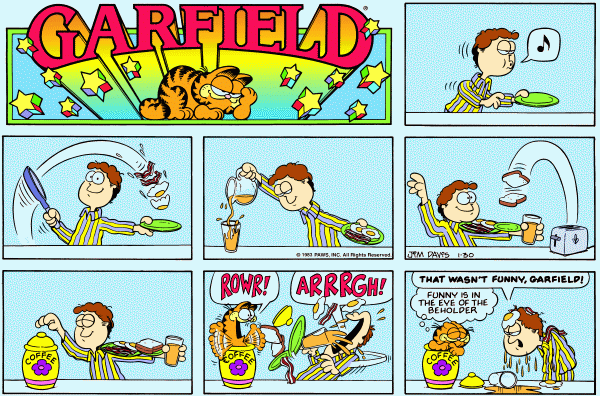 GARFIELD
®
© 1983 PAWS, INC. All Rights Reserved.
JIM DAVIS 1-30
COFFEE
ROWR!
ARRRGH!
COFFEE
THAT WASN'T FUNNY, GARFIELD!
FUNNY IS IN
THE EYE OF THE
BEHOLDER
COFFEE